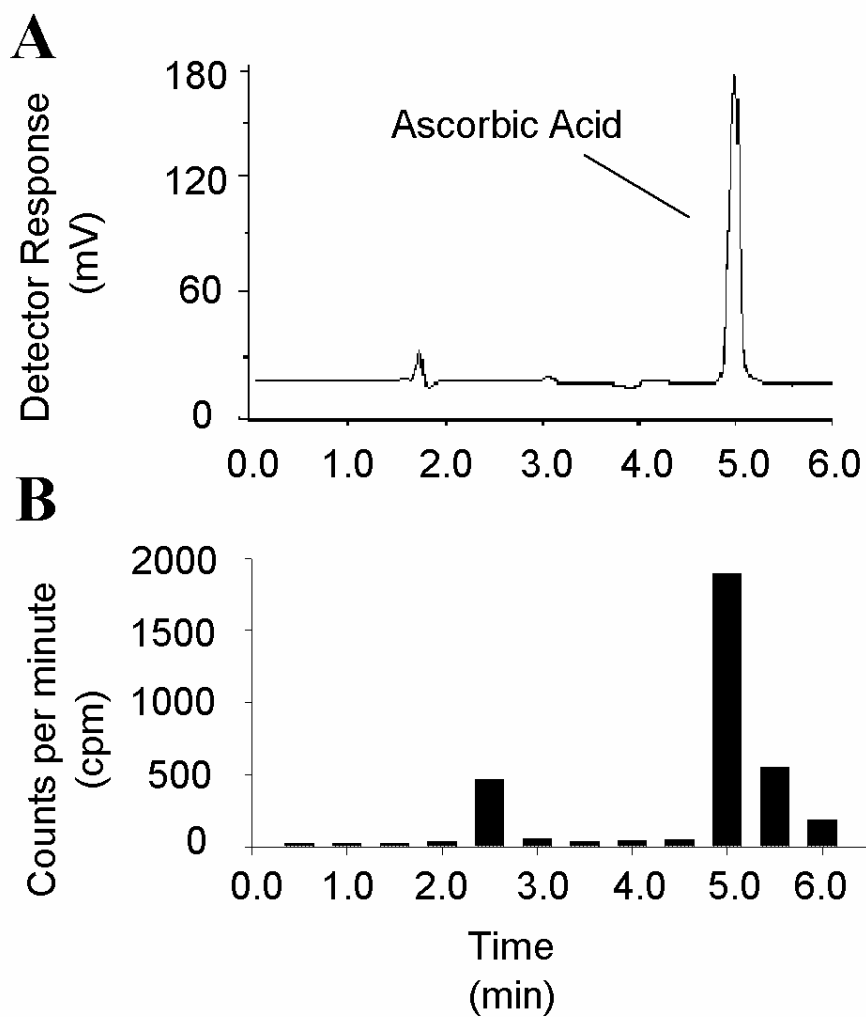 A
Detector Response
(mV)
180
120
60
0
Ascorbic Acid
0.0 1.0 2.0 3.0 4.0 5.0 6.0
B
Counts per minute
(cpm)
2000
1500
1000
500
0
0.0 1.0 2.0 3.0 4.0 5.0 6.0
Time
(min)